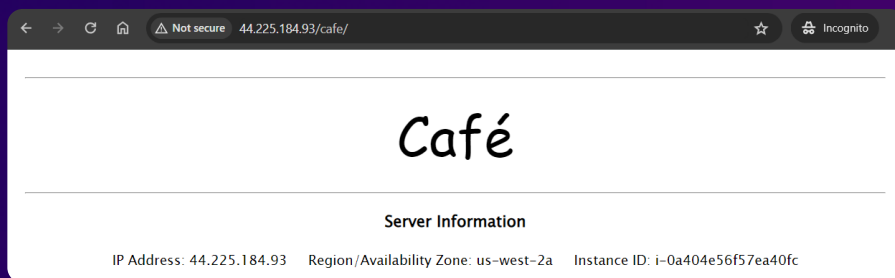 Not secure 44.225.184.93/cafe/ Incognito
Café
Server Information
IP Address: 44.225.184.93 Region/Availability Zone: us-west-2a Instance ID: i-0a404e56f57ea40fc